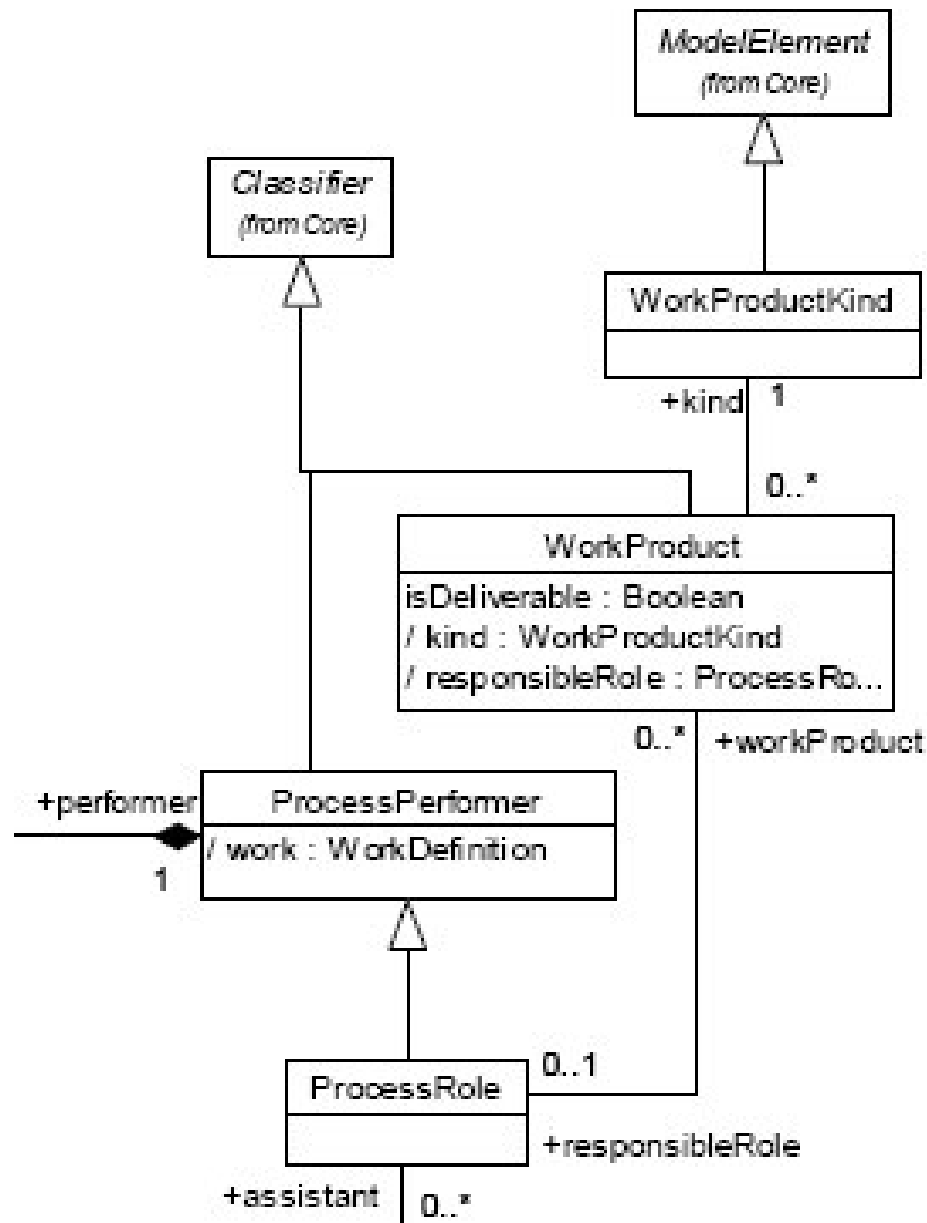 ModelElement
(from Core)
Classifier
(from Core)
WorkProductKind
+kind
1
0..*
WorkProduct
isDeliverable : Boolean
/ kind : WorkProductKind
/ responsibleRole : ProcessRo...
0..*
+workProduct
+performer
1
ProcessPerformer
/ work : WorkDefinition
0..1
ProcessRole
+responsibleRole
+assistant
0..*